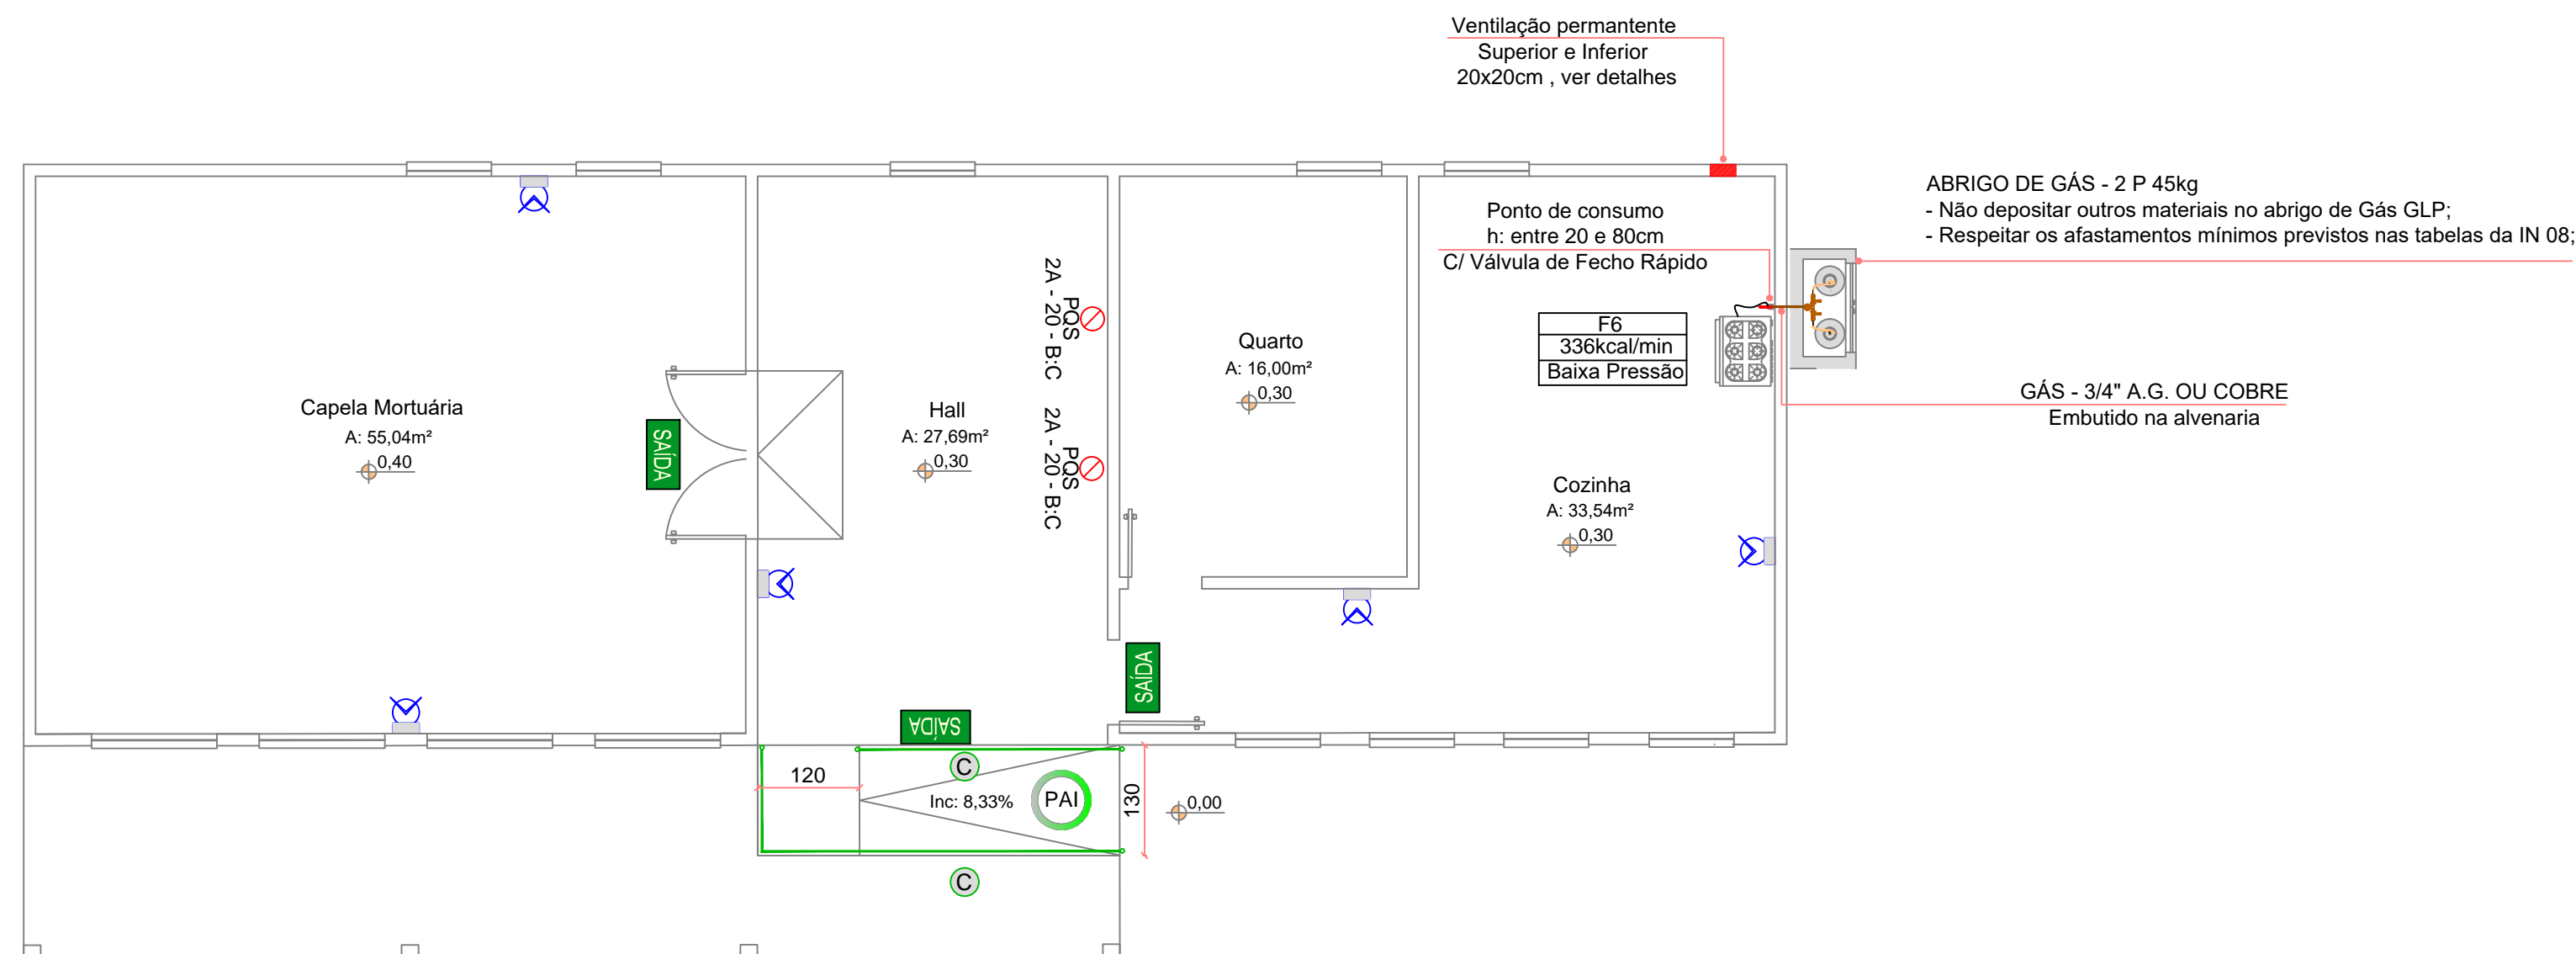 Ventilação permantente
Superior e Inferior
20x20cm , ver detalhes
ABRIGO DE GÁS - 2 P 45kg
- Não depositar outros materiais no abrigo de Gás GLP;
- Respeitar os afastamentos mínimos previstos nas tabelas da IN 08;
Ponto de consumo
h: entre 20 e 80cm
C/ Válvula de Fecho Rápido
F6
336kcal/min
Baixa Pressão
GÁS - 3/4" A.G. OU COBRE
Embutido na alvenaria
Capela Mortuária
A: 55,04m²
0,40
SAÍDA
Hall
A: 27,69m²
0,30
PQS
2A - 20 - B:C
PQS
2A - 20 - B:C
Quarto
A: 16,00m²
0,30
Cozinha
A: 33,54m²
0,30
SAÍDA
SAÍDA
120
C
Inc: 8,33%
PAI
130
0,00
C